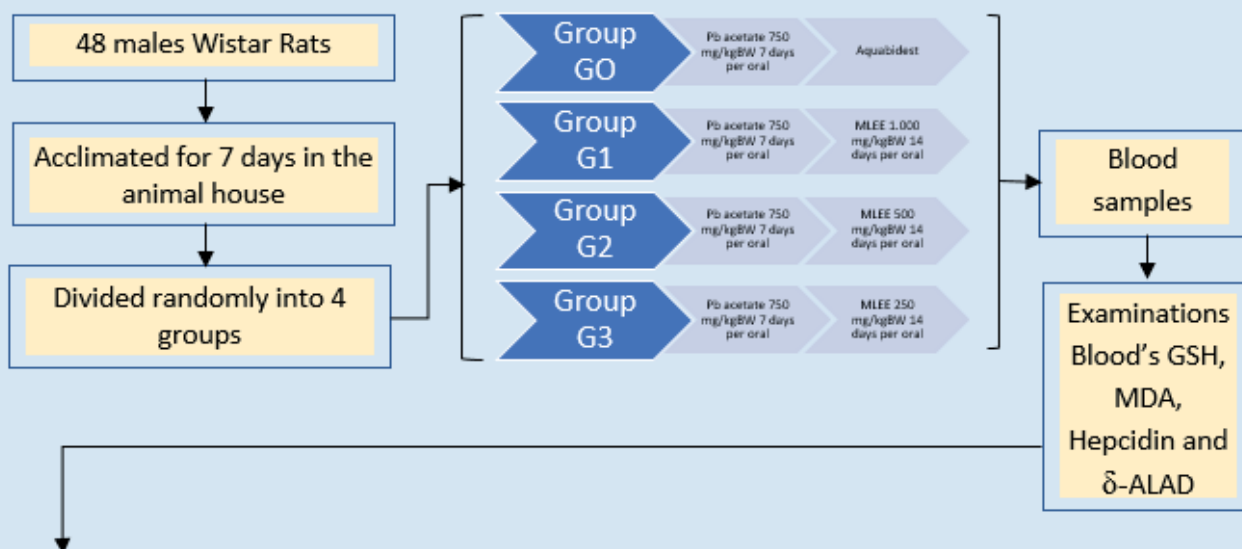 48 males Wistar Rats
Acclimated for 7 days in the
animal house
Divided randomly into 4
groups
Group
GO
Pb acetate 750
mg/kgBW 7 days
per oral
Aquabidest
Group
G1
Pb acetate 750
mg/kgBW 7 days
per oral
MLEE 1.000
mg/kgBW 14
days per oral
Group
G2
Pb acetate 750
mg/kgBW 7 days
per oral
MLEE 500
mg/kgBW 14
days per oral
Group
G3
Pb acetate 750
mg/kgBW 7 days
per oral
MLEE 250
mg/kgBW 14
days per oral
Blood
samples
Examinations
Blood's GSH,
MDA,
Hepcidin and
δ-ALAD